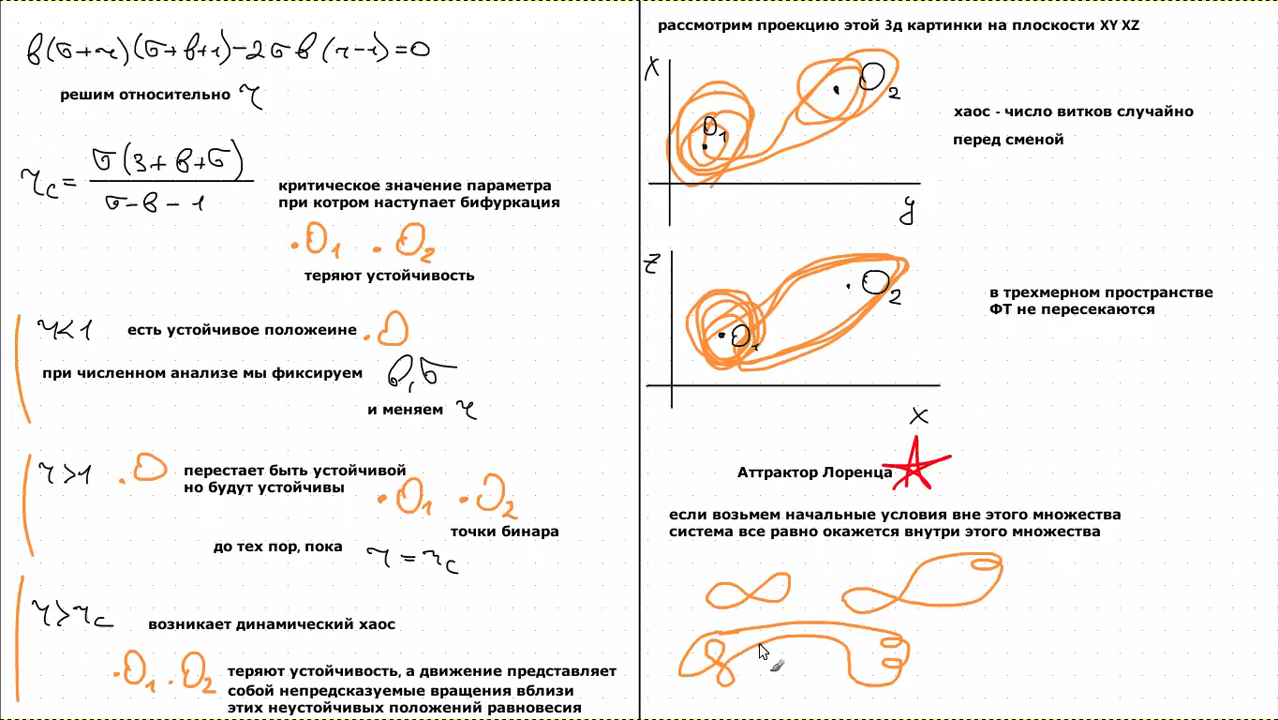 b(σ+r)(σ+b+1)-2σb(r-1)=0
решим относительно r
r_c = σ(3+b+σ) / σ-b-1
критическое значение параметра
при котром наступает бифуркация
.O1 .O2
теряют устойчивость
r<1 есть устойчивое положеине .O
при численном анализе мы фиксируем b,σ
и меняем r
r>1 .O перестает быть устойчивой
но будут устойчивы .O1 .O2
точки бинара
до тех пор, пока r=r_c
r>r_c возникает динамический хаос
.O1 .O2 теряют устойчивость, а движение представляет
собой непредсказуемые вращения вблизи
этих неустойчивых положений равновесия
рассмотрим проекцию этой 3д картинки на плоскости XY XZ
X
O1
O2
y
хаос - число витков случайно
перед сменой
Z
O1
O2
X
в трехмерном пространстве
ФТ не пересекаются
Аттрактор Лоренца
если возьмем начальные условия вне этого множества
система все равно окажется внутри этого множества